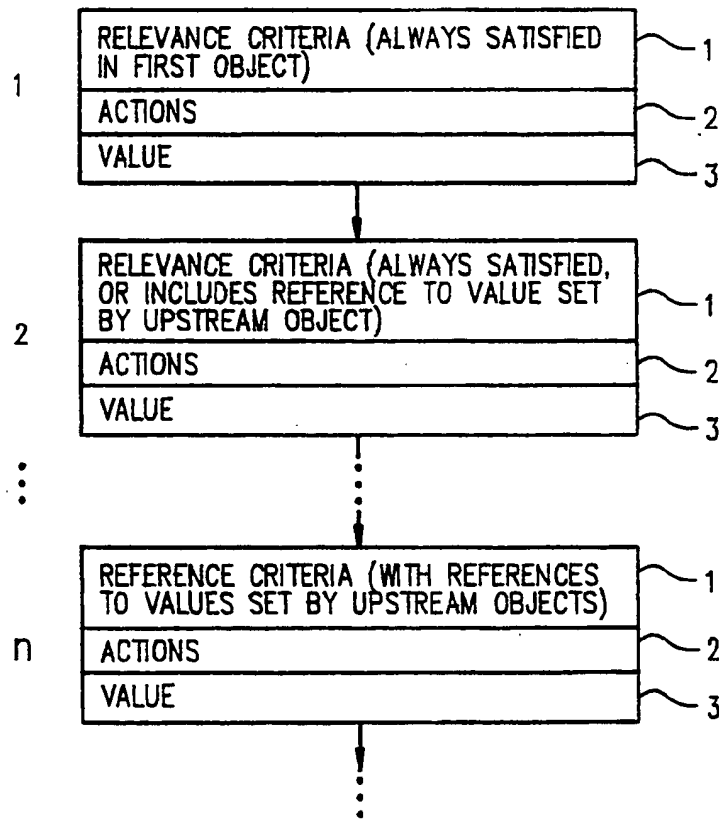 1
RELEVANCE CRITERIA (ALWAYS SATISFIED
IN FIRST OBJECT)
1
ACTIONS
2
VALUE
3
2
RELEVANCE CRITERIA (ALWAYS SATISFIED,
OR INCLUDES REFERENCE TO VALUE SET
BY UPSTREAM OBJECT)
1
ACTIONS
2
VALUE
3
n
REFERENCE CRITERIA (WITH REFERENCES
TO VALUES SET BY UPSTREAM OBJECTS)
1
ACTIONS
2
VALUE
3